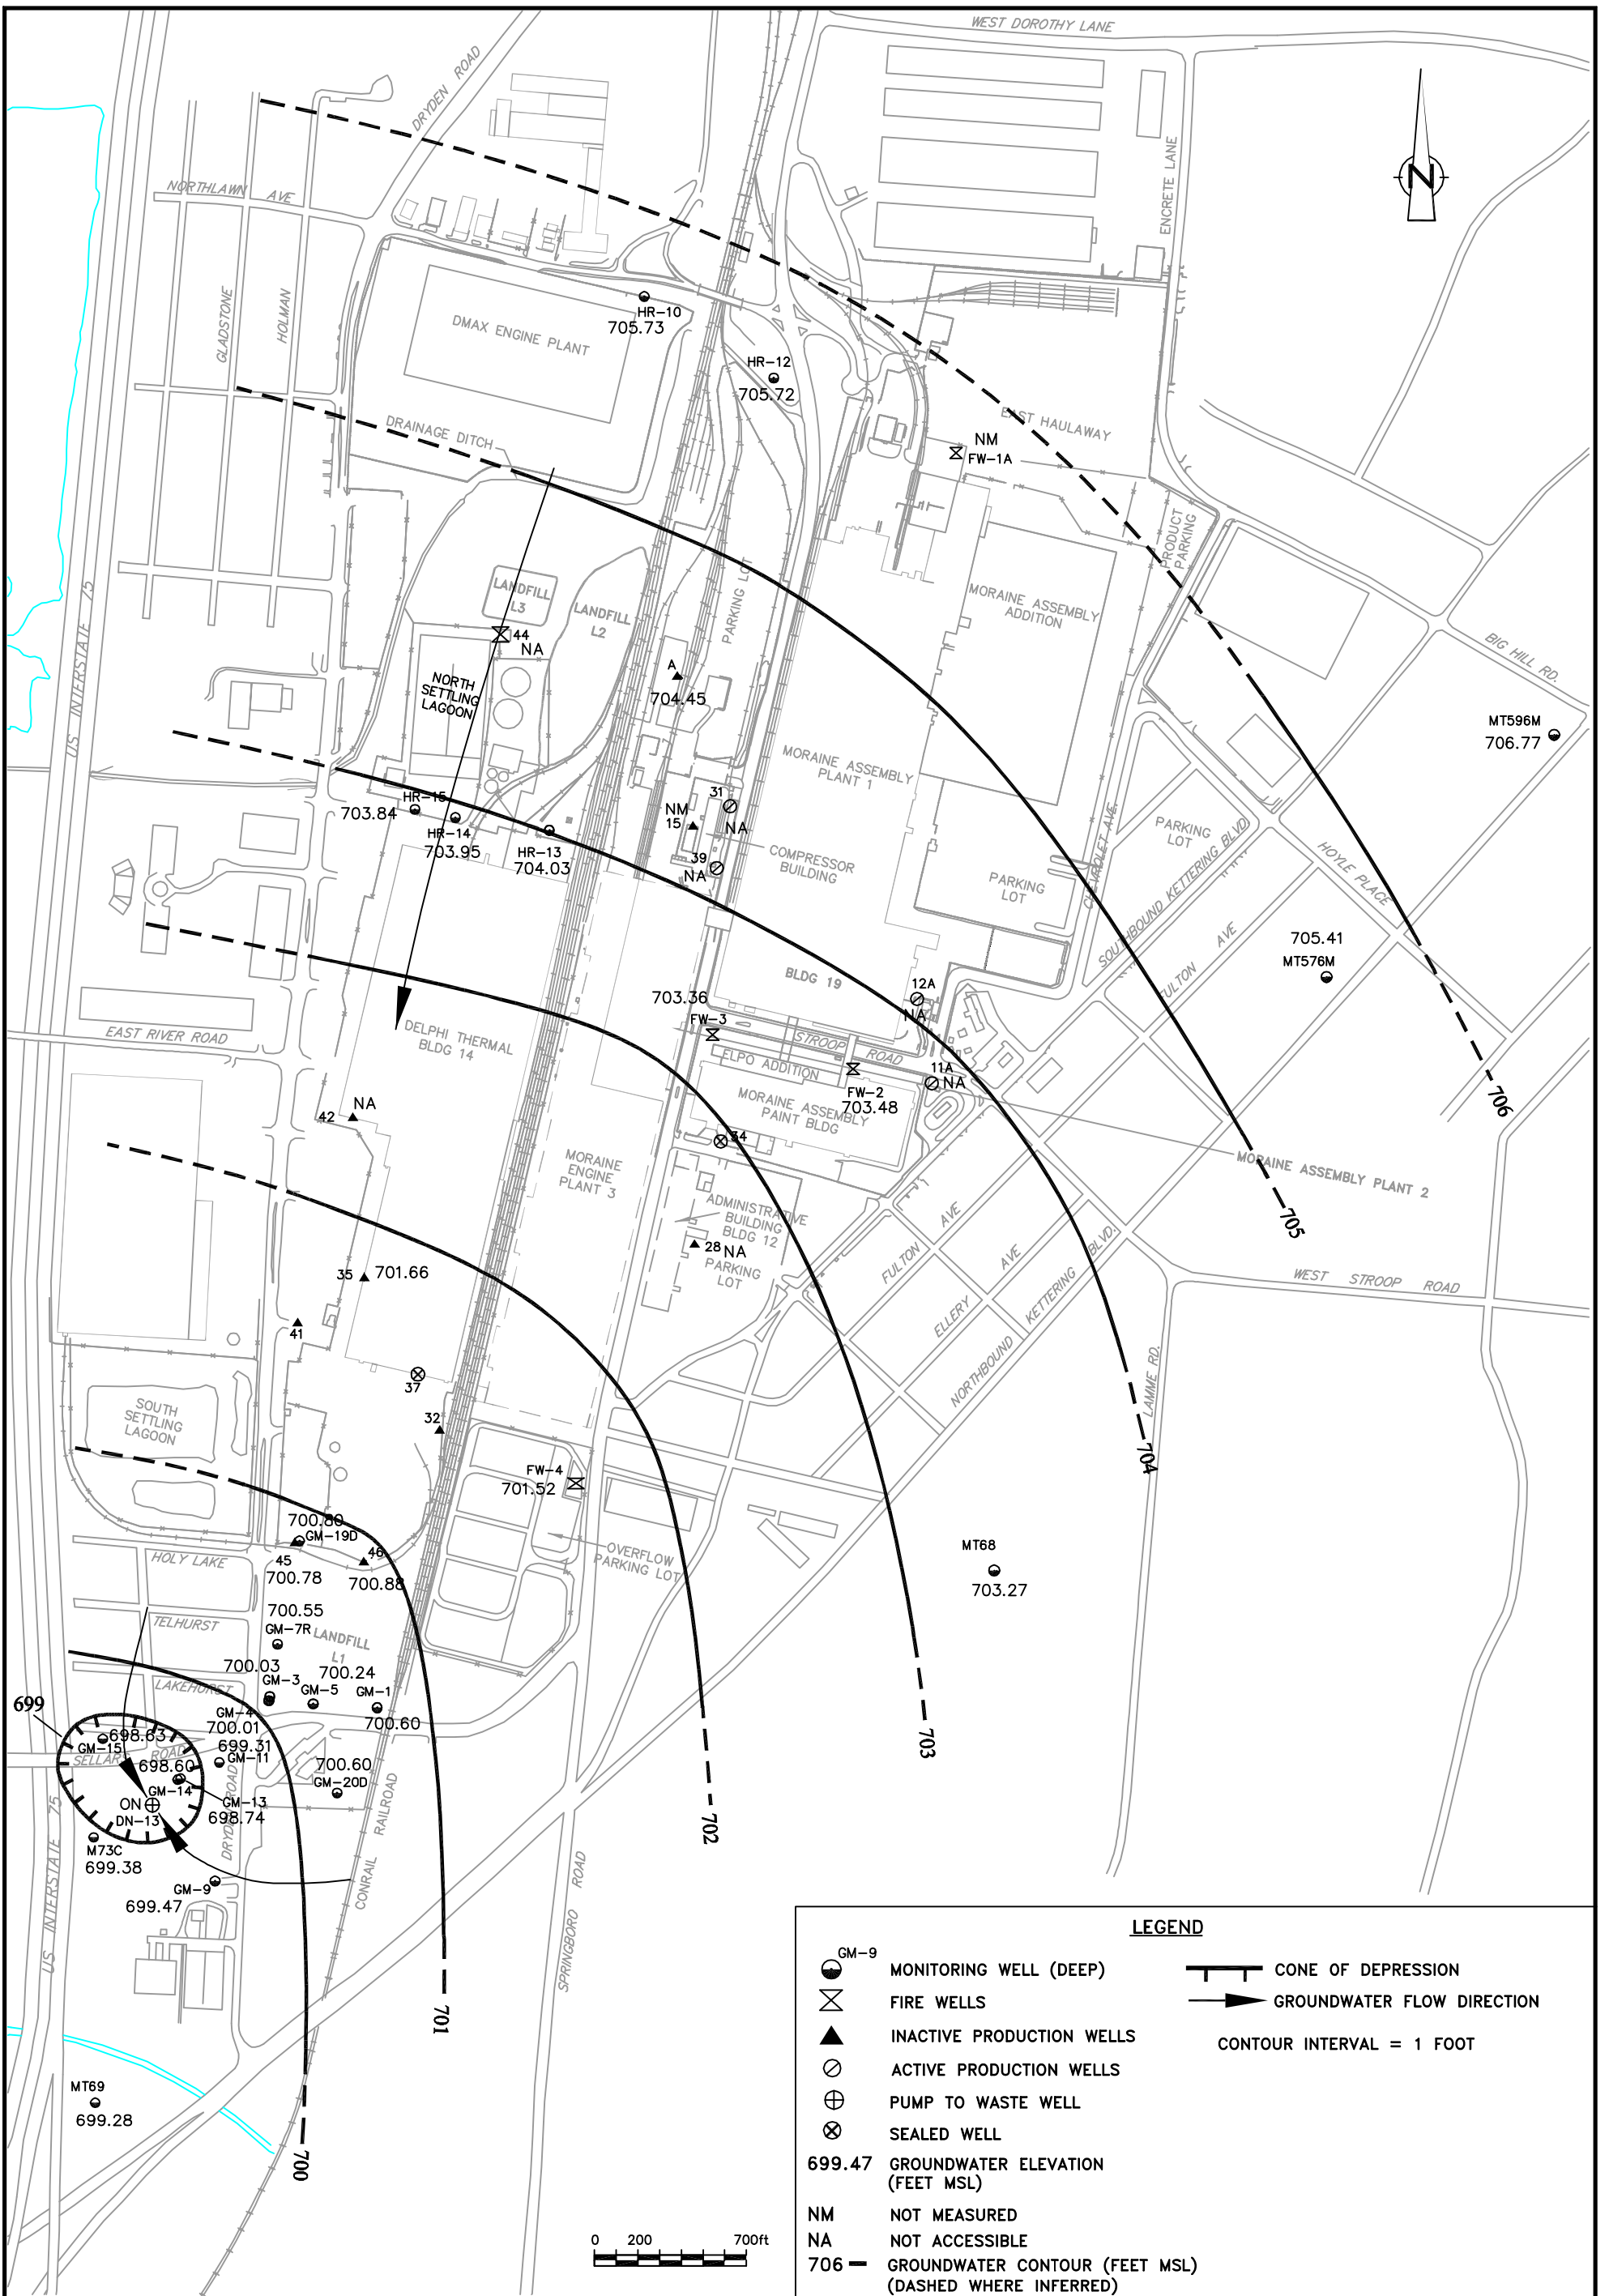 WEST DOROTHY LANE
DRYDEN ROAD
ENCRETE LANE
N
NORTHLAWN AVE
GLADSTONE
HOLMAN
DMAX ENGINE PLANT
HR-10
705.73
HR-12
705.72
DRAINAGE DITCH
EAST HAULAWAY
NM
FW-1A
PRODUCT
PARKING
LANDFILL
L3
LANDFILL
L2
PARKING LOT
MORAINE ASSEMBLY
ADDITION
US INTERSTATE 75
44
NA
BIG HILL RD.
NORTH
SETTLING
LAGOON
A
704.45
MT596M
706.77
MORAINE ASSEMBLY
PLANT 1
HR-15
703.84
HR-14
703.95
HR-13
704.03
31
NA
NM
15
39
NA
COMPRESSOR
BUILDING
PARKING
LOT
PARKING
LOT
CHEVROLET AVE.
SOUTHBOUND KETTERING BLVD
HOYLE PLACE
FULTON AVE
705.41
MT576M
BLDG 19
12A
NA
703.36
FW-3
STROOP ROAD
EAST RIVER ROAD
DELPHI THERMAL
BLDG 14
ELPO ADDITION
FW-2
703.48
11A
NA
MORAINE ASSEMBLY
PAINT BLDG
706
42
NA
34
MORAINE ASSEMBLY PLANT 2
MORAINE
ENGINE
PLANT 3
ADMINISTRATIVE
BUILDING
BLDG 12
705
28 NA
PARKING
LOT
FULTON AVE
ELLERY AVE
NORTHBOUND KETTERING BLVD.
WEST STROOP ROAD
35
701.66
41
37
LAMME RD.
SOUTH
SETTLING
LAGOON
32
704
FW-4
701.52
700.80
GM-19D
45
700.78
46
700.88
HOLY LAKE
OVERFLOW
PARKING LOT
MT68
703.27
TELHURST
700.55
GM-7R
LANDFILL
L1
700.03
GM-3
700.24
GM-5
GM-1
700.60
LAKEHURST
699
GM-4
700.01
698.63
GM-15
SELLARS ROAD
699.31
GM-11
698.60
GM-14
700.60
GM-20D
703
ON
DN-13
GM-13
698.74
DRYDEN ROAD
702
M73C
699.38
CONRAIL RAILROAD
GM-9
699.47
US INTERSTATE 75
SPRINGBORO ROAD
701
MT69
699.28
700
0 200 700ft
LEGEND
GM-9
MONITORING WELL (DEEP)
FIRE WELLS
INACTIVE PRODUCTION WELLS
ACTIVE PRODUCTION WELLS
PUMP TO WASTE WELL
SEALED WELL
699.47 GROUNDWATER ELEVATION
(FEET MSL)
NM NOT MEASURED
NA NOT ACCESSIBLE
706 GROUNDWATER CONTOUR (FEET MSL)
(DASHED WHERE INFERRED)
CONE OF DEPRESSION
GROUNDWATER FLOW DIRECTION
CONTOUR INTERVAL = 1 FOOT